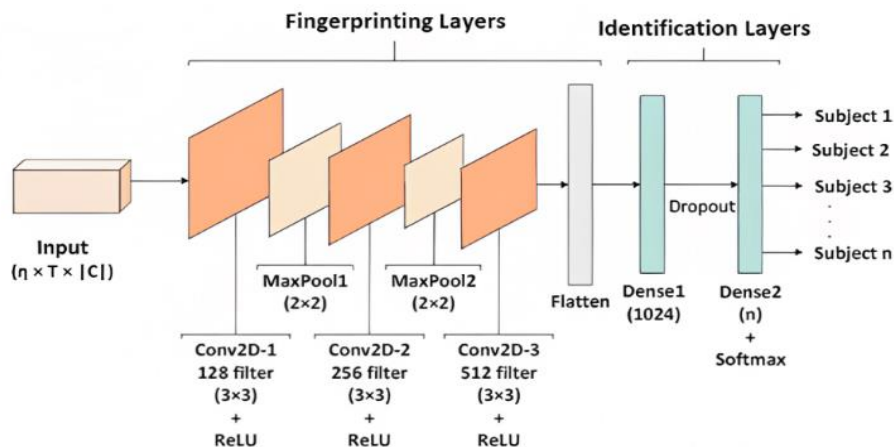 Fingerprinting Layers
Identification Layers
Subject 1
Subject 2
Subject 3
Dropout
.
.
.
Subject n
Input
(η × T × |C|)
MaxPool1
(2×2)
MaxPool2
(2×2)
Flatten
Dense1
(1024)
Dense2
(n)
+
Softmax
Conv2D-1
128 filter
(3×3)
+
ReLU
Conv2D-2
256 filter
(3×3)
+
ReLU
Conv2D-3
512 filter
(3×3)
+
ReLU